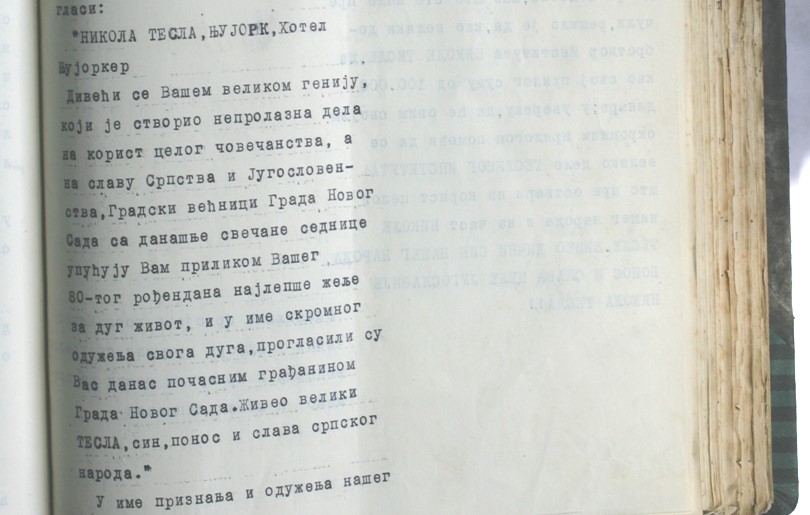 гласи:
"НИКОЛА ТЕСЛА,ЊУЈОРК,Хотел
Њујоркер
Дивећи се Вашем великом генију,
који је створио непролазна дела
на корист целог човечанства, а
на славу Српства и Југословен-
ства,Градски већници Града Новог
Сада са данашње свечане седнице
упућују Вам приликом Вашег
80-тог рођендана најлепше жеље
за дуг живот, и у име скромног
одужења свога дуга,прогласили су
Вас данас почасним грађанином
Града Новог Сада.Живео велики
ТЕСЛА,син,понос и слава српског
народа."
У име признања и одужења нашег